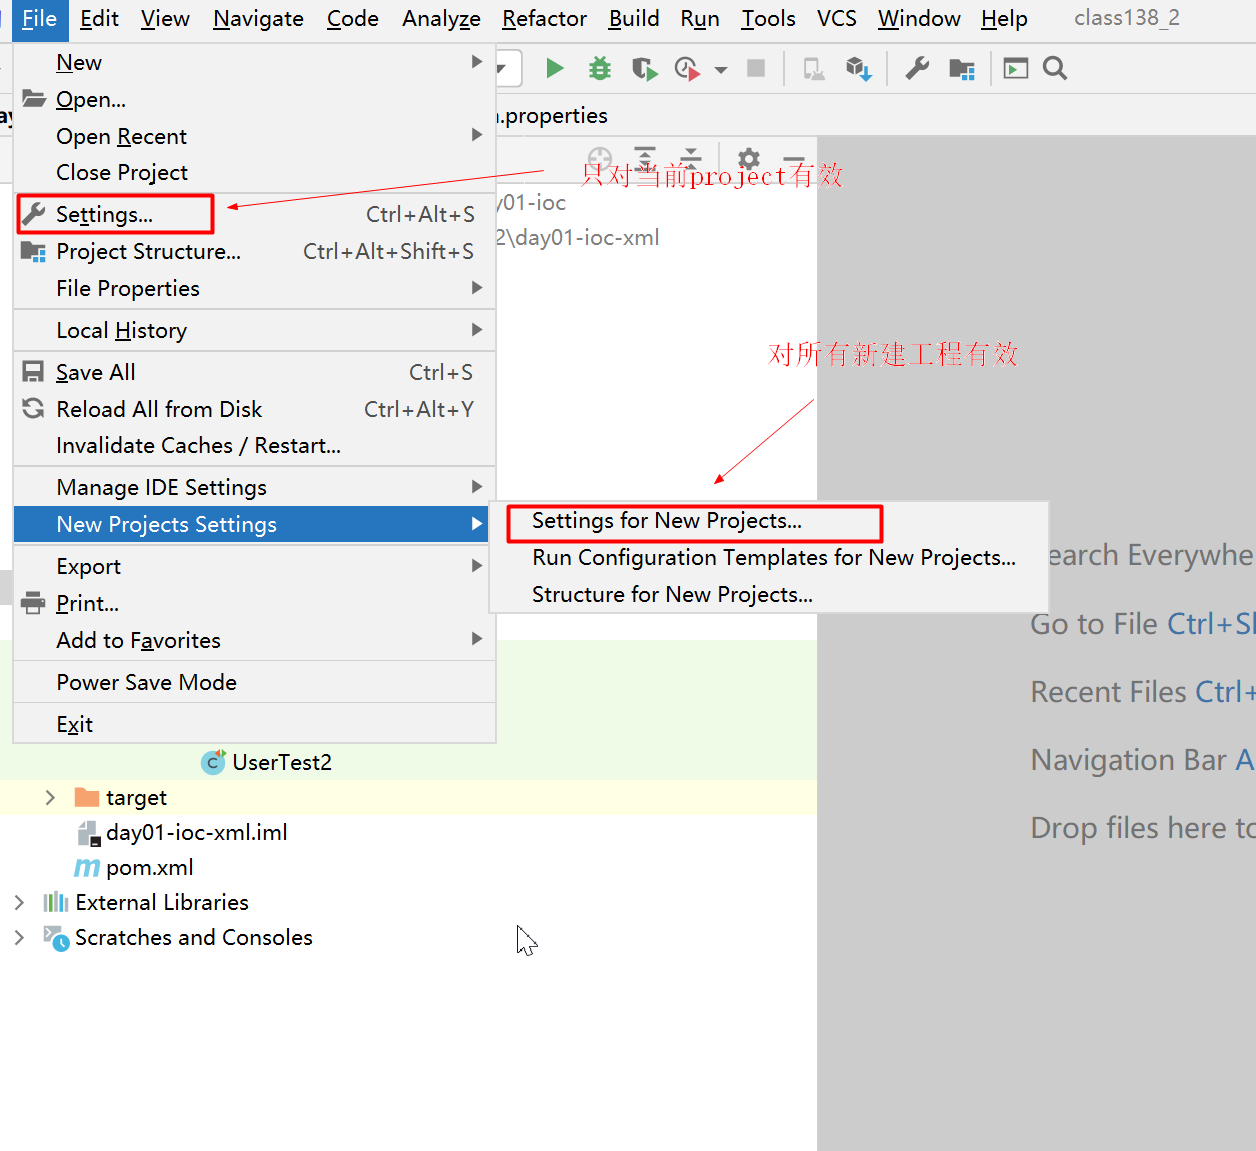 File Edit View Navigate Code Analyze Refactor Build Run Tools VCS Window Help class138_2
New
Open...
.properties
Open Recent
Close Project
只对当前project有效
Settings... Ctrl+Alt+S
y01-ioc
Project Structure... Ctrl+Alt+Shift+S
2\day01-ioc-xml
File Properties
Local History
对所有新建工程有效
Save All Ctrl+S
Reload All from Disk Ctrl+Alt+Y
Invalidate Caches / Restart...
Manage IDE Settings
New Projects Settings
Settings for New Projects...
Run Configuration Templates for New Projects...
Structure for New Projects...
Export
Print...
Add to Favorites
Power Save Mode
Exit
earch Everywhe
Go to File Ctrl+Sh
Recent Files Ctrl+
Navigation Bar A
Drop files here to
UserTest2
target
day01-ioc-xml.iml
pom.xml
External Libraries
Scratches and Consoles